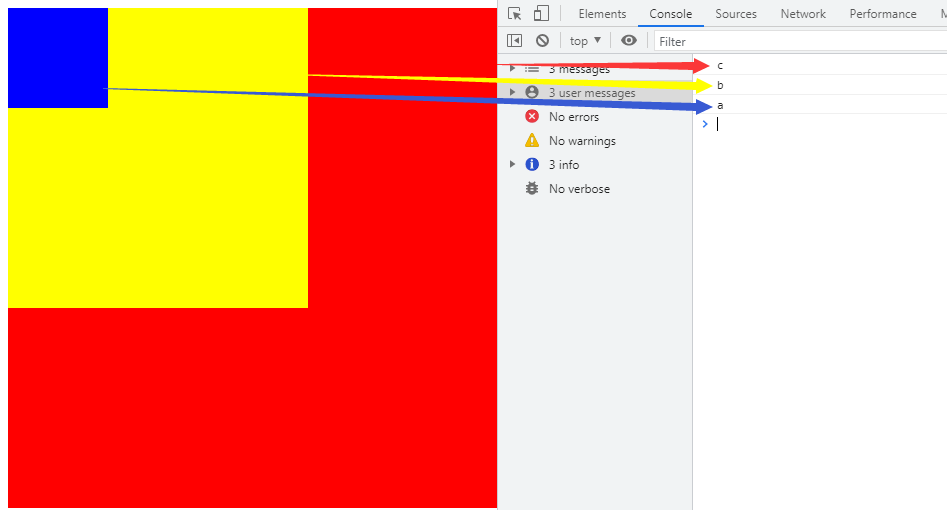 Elements Console Sources Network Performance M
top Filter
3 messages
3 user messages
No errors
No warnings
3 info
No verbose
c
b
a